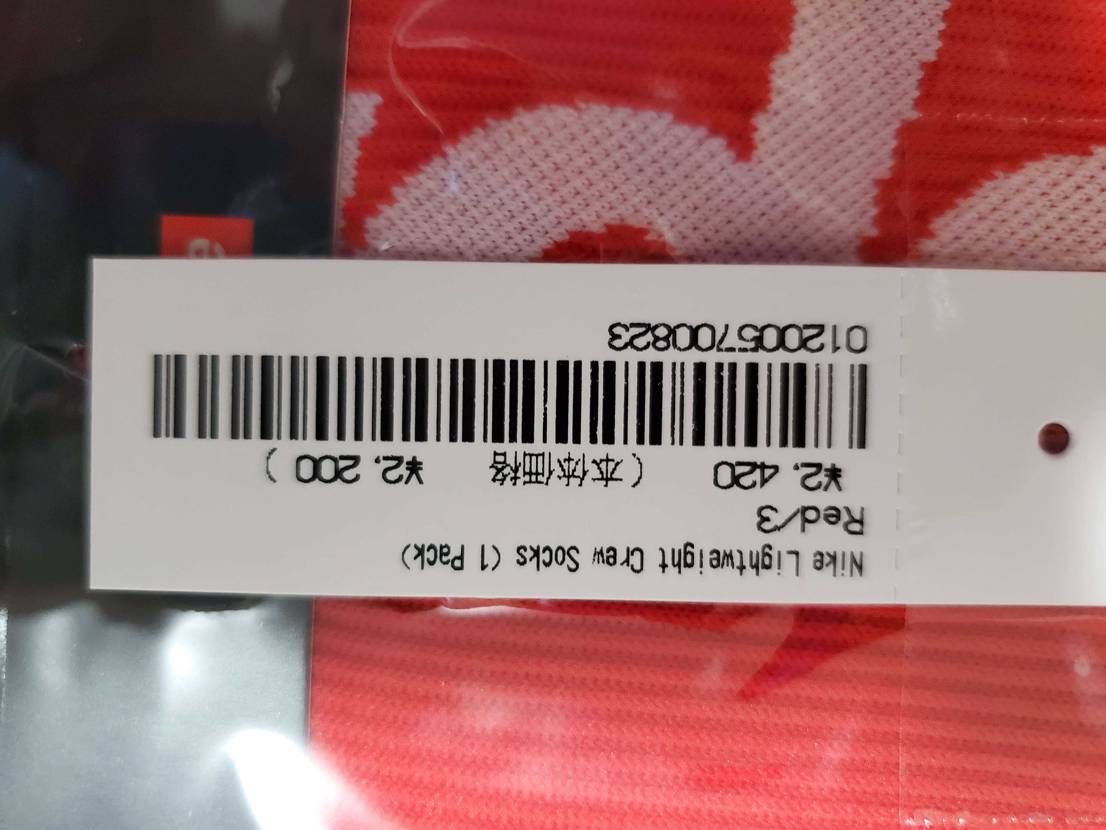 Nike Lightweight Crew Socks (1 Pack)
Red/3
¥2,420 (本体価格 ¥2,200)
012005700823